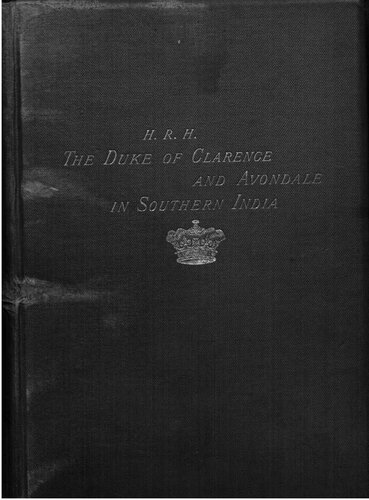 H. R. H.
THE DUKE OF CLARENCE
AND AVONDALE
IN SOUTHERN INDIA